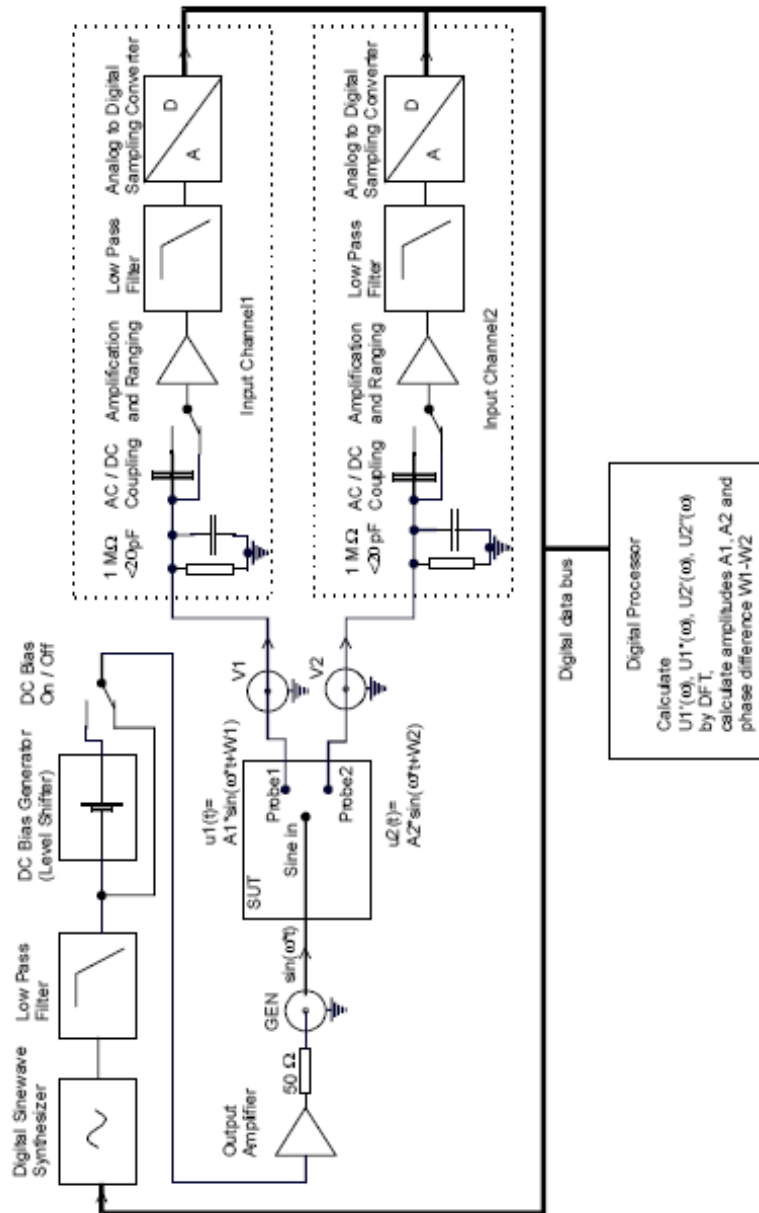 Digital Sinewave
Synthesizer
Low Pass
Filter
DC Bias Generator
(Level Shifter)
DC Bias
On / Off
Output
Amplifier
50 Ω
GEN
sin(ω*t)
SUT
Sine in
Probe1
Probe2
u1(t)=
A1*sin(ω*t+W1)
u2(t)=
A2*sin(ω*t+W2)
V1
V2
1 MΩ
<20pF
AC / DC
Coupling
Amplification
and Ranging
Low Pass
Filter
Analog to Digital
Sampling Converter
A
D
Input Channel1
1 MΩ
<20 pF
AC / DC
Coupling
Amplification
and Ranging
Low Pass
Filter
Analog to Digital
Sampling Converter
A
D
Input Channel2
Digital data bus
Digital Processor
Calculate
U1'(ω), U1"(ω), U2'(ω), U2"(ω)
by DFT,
calculate amplitudes A1, A2 and
phase difference W1-W2